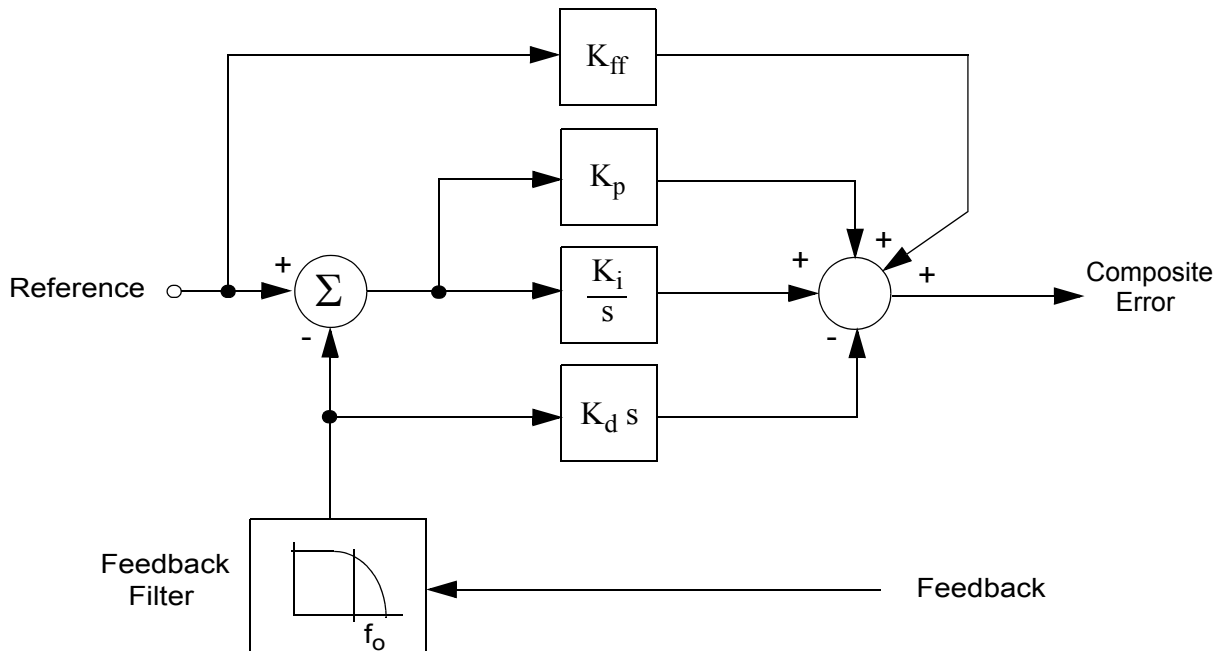 K_ff
K_p
+
+
+
+
Reference
Σ
K_i
s
Composite
Error
-
-
K_d s
Feedback
Filter
f_o
Feedback